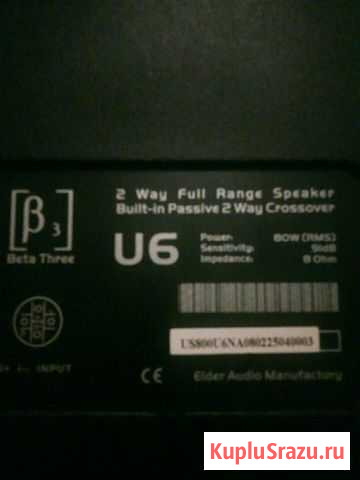 2 Way Full Range Speaker
Built-in Passive 2 Way Crossover
[β3]
Beta Three
U6
Power: 80W (RMS)
Sensitivity: 91dB
Impedance: 8 Ohm
US800U6NA080225040003
INPUT
CE
Elder Audio Manufactory
KupluSrazu.ru